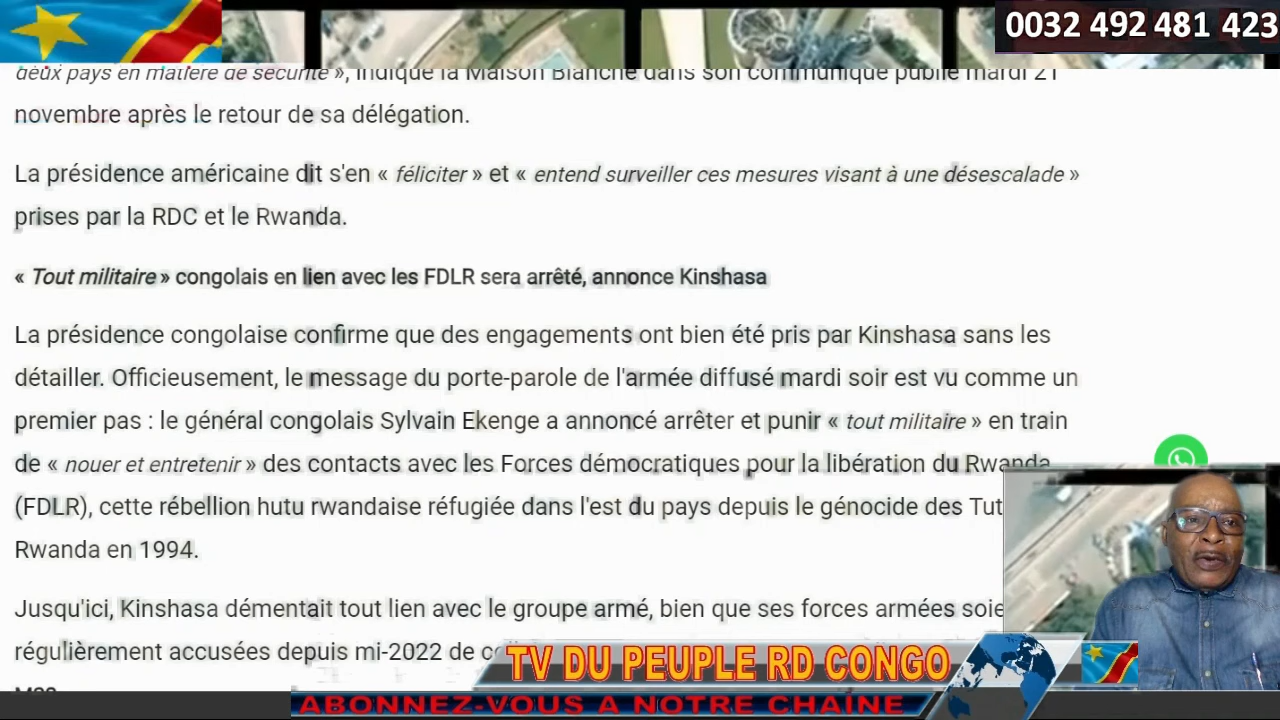 0032 492 481 423
deux pays en matière de sécurité », indique la Maison Blanche dans son communiqué publié mardi 21
novembre après le retour de sa délégation.
La présidence américaine dit s'en « féliciter » et « entend surveiller ces mesures visant à une désescalade »
prises par la RDC et le Rwanda.
« Tout militaire » congolais en lien avec les FDLR sera arrêté, annonce Kinshasa
La présidence congolaise confirme que des engagements ont bien été pris par Kinshasa sans les
détailler. Officieusement, le message du porte-parole de l'armée diffusé mardi soir est vu comme un
premier pas : le général congolais Sylvain Ekenge a annoncé arrêter et punir « tout militaire » en train
de « nouer et entretenir » des contacts avec les Forces démocratiques pour la libération du Rwanda
(FDLR), cette rébellion hutu rwandaise réfugiée dans l'est du pays depuis le génocide des Tut
Rwanda en 1994.
Jusqu'ici, Kinshasa démentait tout lien avec le groupe armé, bien que ses forces armées soie
régulièrement accusées depuis mi-2022 de
TV DU PEUPLE RD CONGO
ABONNEZ-VOUS A NOTRE CHAÎNE